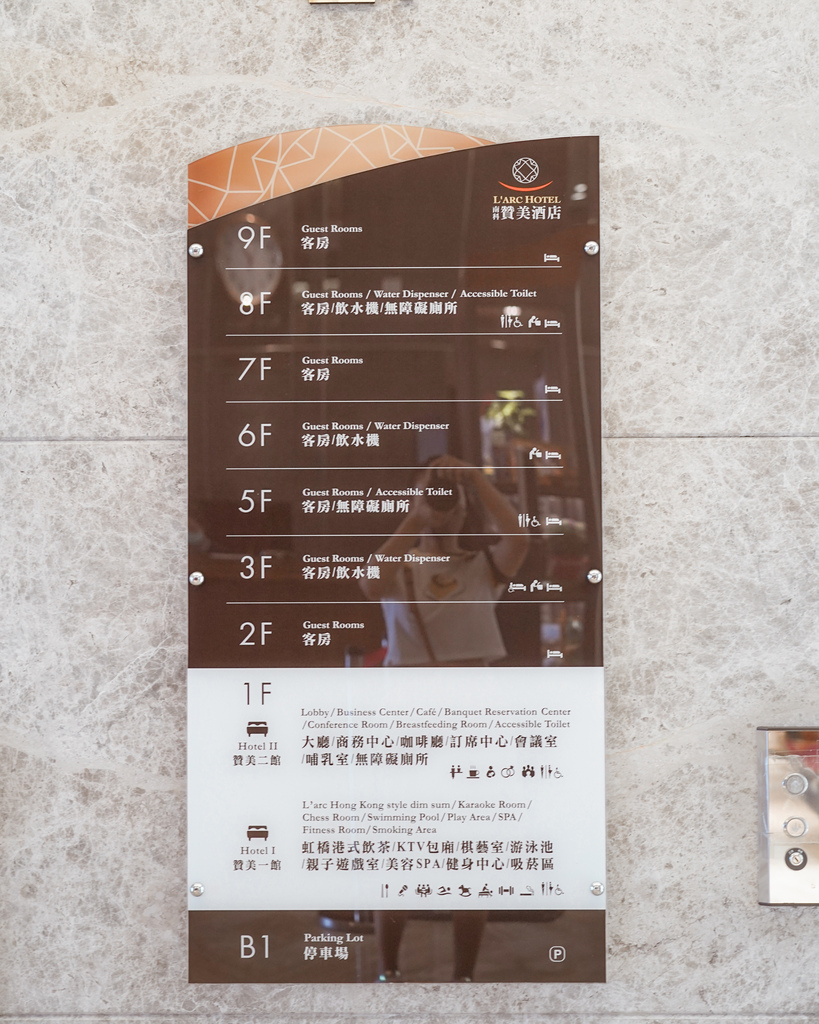 L'ARC HOTEL
南科 贊美酒店
9F
Guest Rooms
客房
8F
Guest Rooms / Water Dispenser / Accessible Toilet
客房/飲水機/無障礙廁所
7F
Guest Rooms
客房
6F
Guest Rooms / Water Dispenser
客房/飲水機
5F
Guest Rooms / Accessible Toilet
客房/無障礙廁所
3F
Guest Rooms / Water Dispenser
客房/飲水機
2F
Guest Rooms
客房
1F
Hotel II
贊美二館
Lobby/Business Center/Café/Banquet Reservation Center
/Conference Room/Breastfeeding Room/Accessible Toilet
大廳/商務中心/咖啡廳/訂席中心/會議室
/哺乳室/無障礙廁所
Hotel I
贊美一館
L'arc Hong Kong style dim sum/Karaoke Room/
Chess Room/Swimming Pool/Play Area/SPA/
Fitness Room/Smoking Area
虹橋港式飲茶/KTV包廂/棋藝室/游泳池
/親子遊戲室/美容SPA/健身中心/吸菸區
B1
Parking Lot
停車場
P